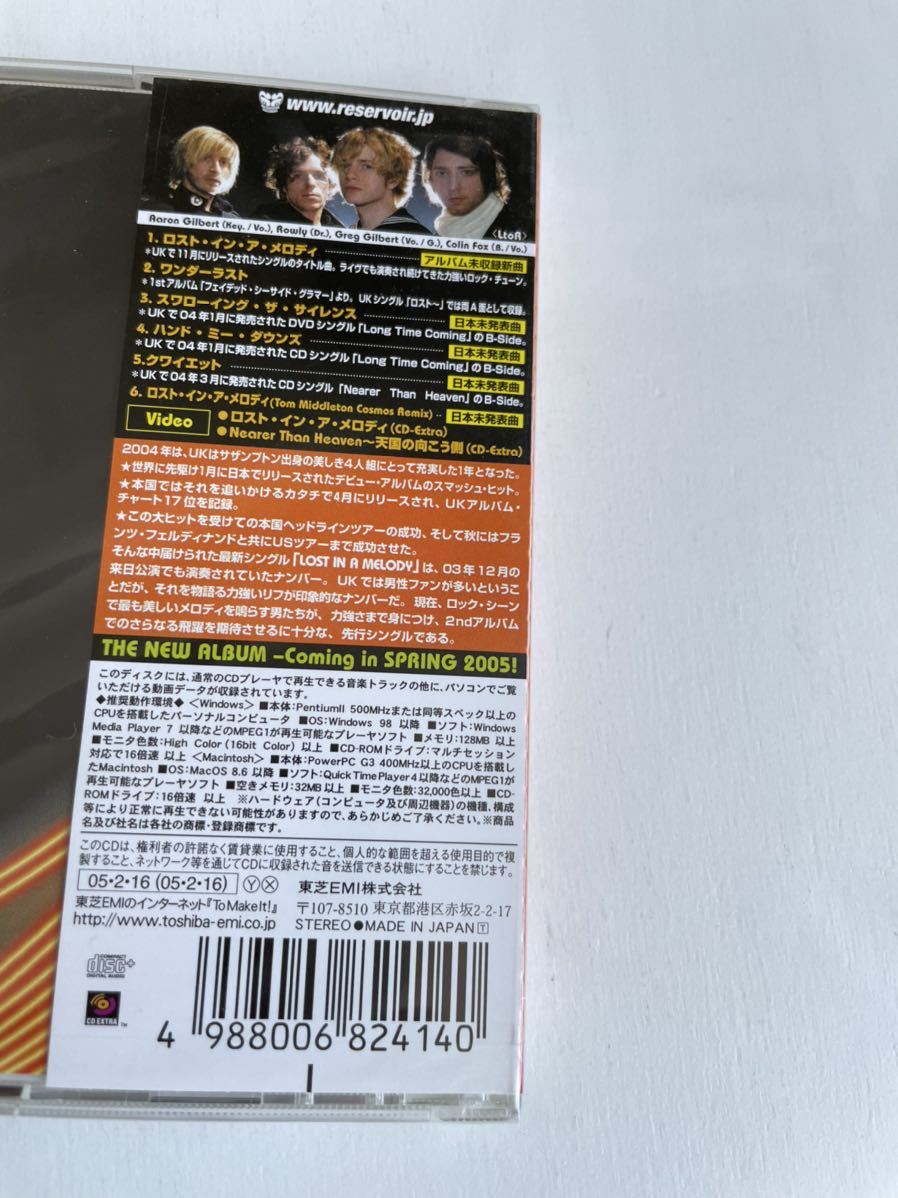 www.reservoir.jp
〈LtoR〉
Aaron Gilbert (Key. / Vo.), Rowly (Dr.), Greg Gilbert (Vo. / G.), Colin Fox (B. / Vo.)
1. ロスト・イン・ア・メロディ ……… アルバム未収録新曲
＊UKで11月にリリースされたシングルのタイトル曲。ライヴでも演奏され続けてきた力強いロック・チューン。
2. ワンダーラスト
＊1stアルバム「フェイデッド・シーサイド・グラマー」より。UKシングル「ロスト〜」では両A面として収録。
3. スワローイング・ザ・サイレンス ……… 日本未発表曲
＊UKで04年1月に発売されたDVDシングル「Long Time Coming」のB-Side。
4. ハンド・ミー・ダウンズ ……… 日本未発表曲
＊UKで04年1月に発売されたCDシングル「Long Time Coming」のB-Side。
5.クワイエット ……… 日本未発表曲
＊UKで04年3月に発売されたCDシングル「Nearer Than Heaven」のB-Side。
6. ロスト・イン・ア・メロディ(Tom Middleton Cosmos Remix) ‥ 日本未発表曲
Video ●ロスト・イン・ア・メロディ(CD-Extra)
●Nearer Than Heaven〜天国の向こう側(CD-Extra)
2004年は、UKはサザンプトン出身の美しき4人組にとって充実した1年となった。
★世界に先駆け1月に日本でリリースされたデビュー・アルバムのスマッシュ・ヒット。
★本国ではそれを追いかけるカタチで4月にリリースされ、UKアルバム・
チャート17位を記録。
★この大ヒットを受けての本国ヘッドラインツアーの成功、そして秋にはフラ
ンツ・フェルディナンドと共にUSツアーまで成功させた。
そんな中届けられた最新シングル「LOST IN A MELODY」は、03年12月の
来日公演でも演奏されていたナンバー。UKでは男性ファンが多いというこ
とだが、それを物語る力強いリフが印象的なナンバーだ。現在、ロック・シーン
で最も美しいメロディを鳴らす男たちが、力強さまで身につけ、2ndアルバム
でのさらなる飛躍を期待させるに十分な、先行シングルである。
THE NEW ALBUM –Coming in SPRING 2005!
このディスクには、通常のCDプレーヤで再生できる音楽トラックの他に、パソコンでご覧
いただける動画データが収録されています。
◆推奨動作環境◆ 〈Windows〉■本体：PentiumⅡ 500MHzまたは同等スペック以上の
CPUを搭載したパーソナルコンピュータ ■OS：Windows 98 以降 ■ソフト：Windows
Media Player 7 以降などのMPEG1が再生可能なプレーヤソフト ■メモリ：128MB 以上
■モニタ色数：High Color (16bit Color) 以上 ■CD-ROMドライブ：マルチセッション
対応で16倍速 以上 〈Macintosh〉 ■本体：PowerPC G3 400MHz以上のCPUを搭載し
たMacintosh ■OS：MacOS 8.6 以降 ■ソフト：QuickTimePlayer4以降などのMPEG1が
再生可能なプレーヤソフト ■空きメモリ：32MB以上 ■モニタ色数：32,000色以上 ■CD-
ROMドライブ：16倍速 以上 ※ハードウェア(コンピュータ及び周辺機器)の機種、構成
等により正常に再生できない可能性がありますので、あらかじめご了承ください。※商品
名及び社名は各社の商標・登録商標です。
このCDは、権利者の許諾なく賃貸業に使用すること、個人的な範囲を超える使用目的で複
製すること、ネットワーク等を通じてCDに収録された音を送信できる状態にすることを禁じます。
05・2・16 (05・2・16) Ⓨ Ⓧ 東芝EMI株式会社
東芝EMIのインターネット『To Make It!』 〒107-8510 東京都港区赤坂2-2-17
http://www.toshiba-emi.co.jp STEREO●MADE IN JAPAN T
COMPACT
disc+
DIGITAL AUDIO
CD EXTRA TM
4 988006 824140